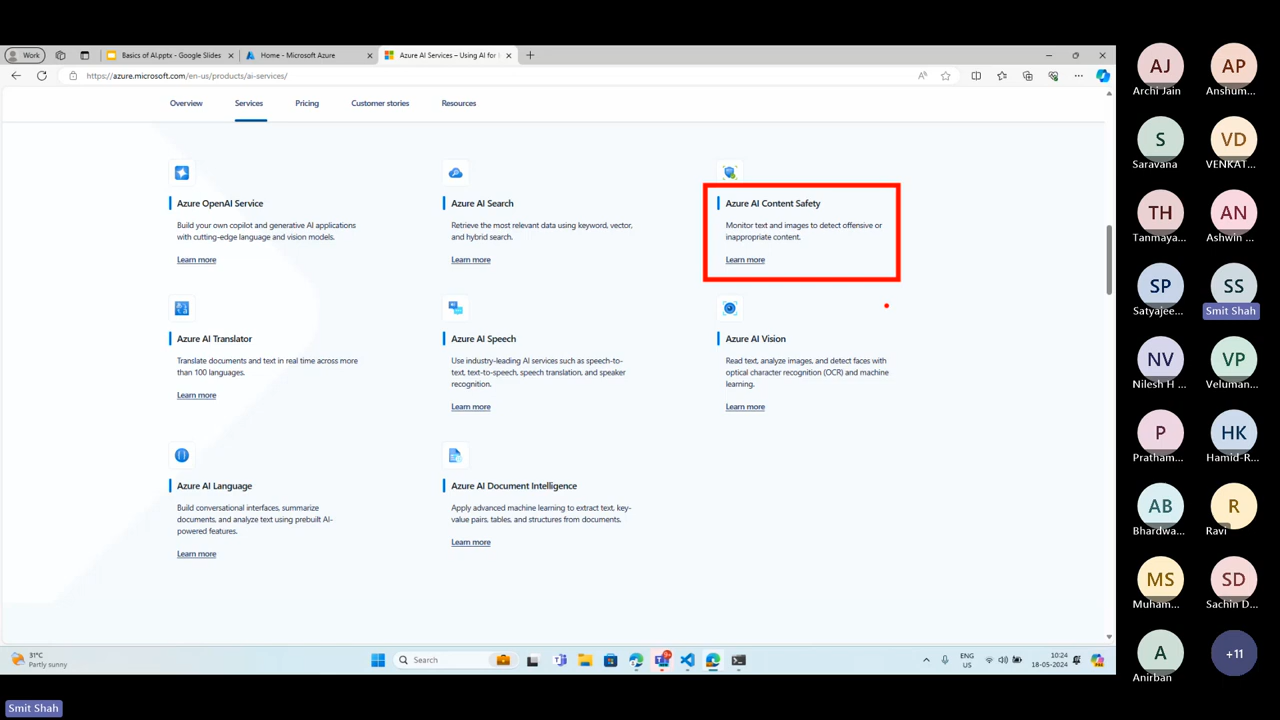 Work
Basics of AI.pptx - Google Slides
Home - Microsoft Azure
Azure AI Services – Using AI for I
https://azure.microsoft.com/en-us/products/ai-services/
Overview
Services
Pricing
Customer stories
Resources
Azure OpenAI Service
Build your own copilot and generative AI applications
with cutting-edge language and vision models.
Learn more
Azure AI Search
Retrieve the most relevant data using keyword, vector,
and hybrid search.
Learn more
Azure AI Content Safety
Monitor text and images to detect offensive or
inappropriate content.
Learn more
Azure AI Translator
Translate documents and text in real time across more
than 100 languages.
Learn more
Azure AI Speech
Use industry-leading AI services such as speech-to-
text, text-to-speech, speech translation, and speaker
recognition.
Learn more
Azure AI Vision
Read text, analyze images, and detect faces with
optical character recognition (OCR) and machine
learning.
Learn more
Azure AI Language
Build conversational interfaces, summarize
documents, and analyze text using prebuilt AI-
powered features.
Learn more
Azure AI Document Intelligence
Apply advanced machine learning to extract text, key-
value pairs, tables, and structures from documents.
Learn more
31°C
Partly sunny
Search
ENG
US
10:24
18-05-2024
Smit Shah
AJ
Archi Jain
AP
Anshum...
S
Saravana
VD
VENKAT...
TH
Tanmaya...
AN
Ashwin ...
SP
Satyajee...
SS
Smit Shah
NV
Nilesh H ...
VP
Veluman...
P
Pratham...
HK
Hamid-R...
AB
Bhardwa...
R
Ravi
MS
Muham...
SD
Sachin D...
A
Anirban
+11